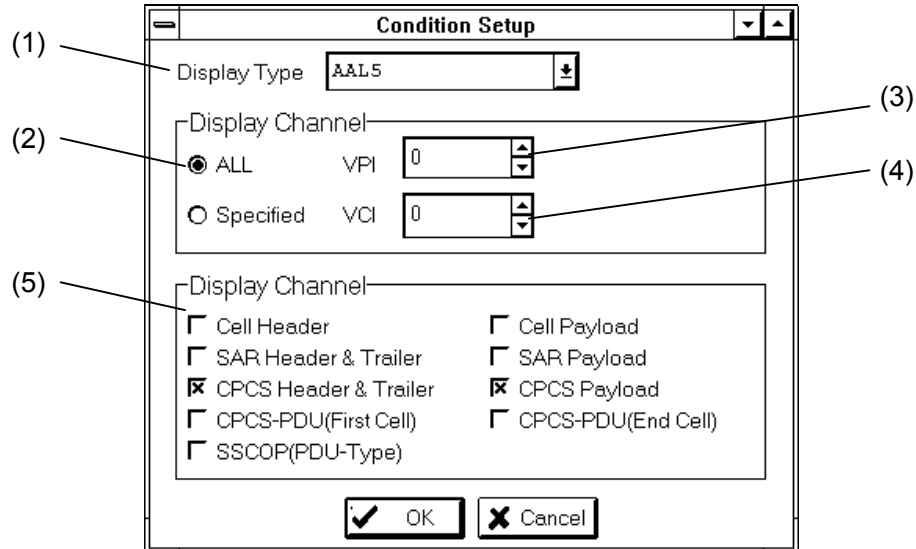 Condition Setup
(1)
Display Type AAL5
(3)
Display Channel
(2)
ALL VPI 0
(4)
Specified VCI 0
(5)
Display Channel
Cell Header Cell Payload
SAR Header & Trailer SAR Payload
CPCS Header & Trailer CPCS Payload
CPCS-PDU(First Cell) CPCS-PDU(End Cell)
SSCOP(PDU-Type)
OK Cancel